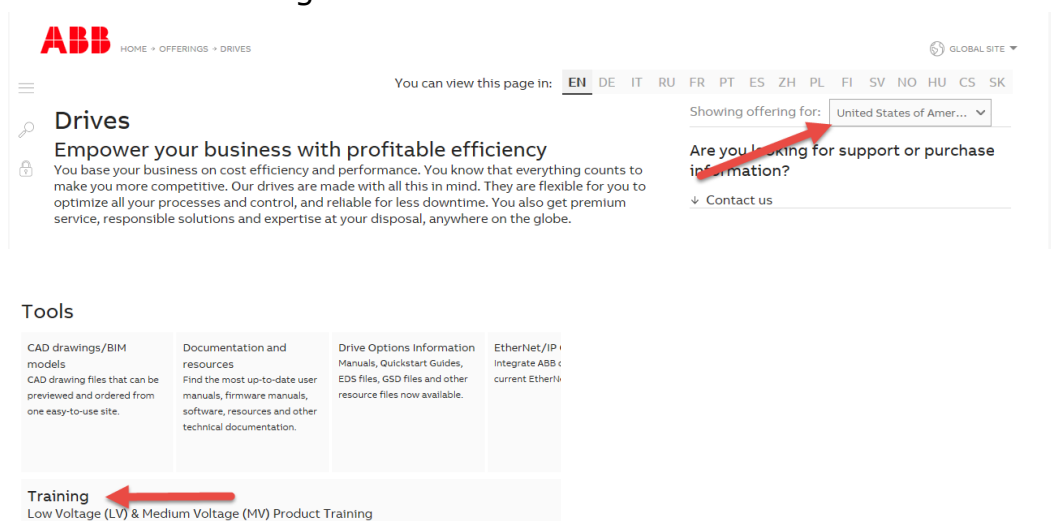 ABB
HOME → OFFERINGS → DRIVES
GLOBAL SITE
You can view this page in: EN DE IT RU FR PT ES ZH PL FI SV NO HU CS SK
Drives
Showing offering for: United States of Amer...
Empower your business with profitable efficiency
You base your business on cost efficiency and performance. You know that everything counts to
make you more competitive. Our drives are made with all this in mind. They are flexible for you to
optimize all your processes and control, and reliable for less downtime. You also get premium
service, responsible solutions and expertise at your disposal, anywhere on the globe.
Are you looking for support or purchase
information?
↓ Contact us
Tools
CAD drawings/BIM
models
CAD drawing files that can be
previewed and ordered from
one easy-to-use site.
Documentation and
resources
Find the most up-to-date user
manuals, firmware manuals,
software, resources and other
technical documentation.
Drive Options Information
Manuals, Quickstart Guides,
EDS files, GSD files and other
resource files now available.
EtherNet/IP
Integrate ABB
current
Training
Low Voltage (LV) & Medium Voltage (MV) Product Training